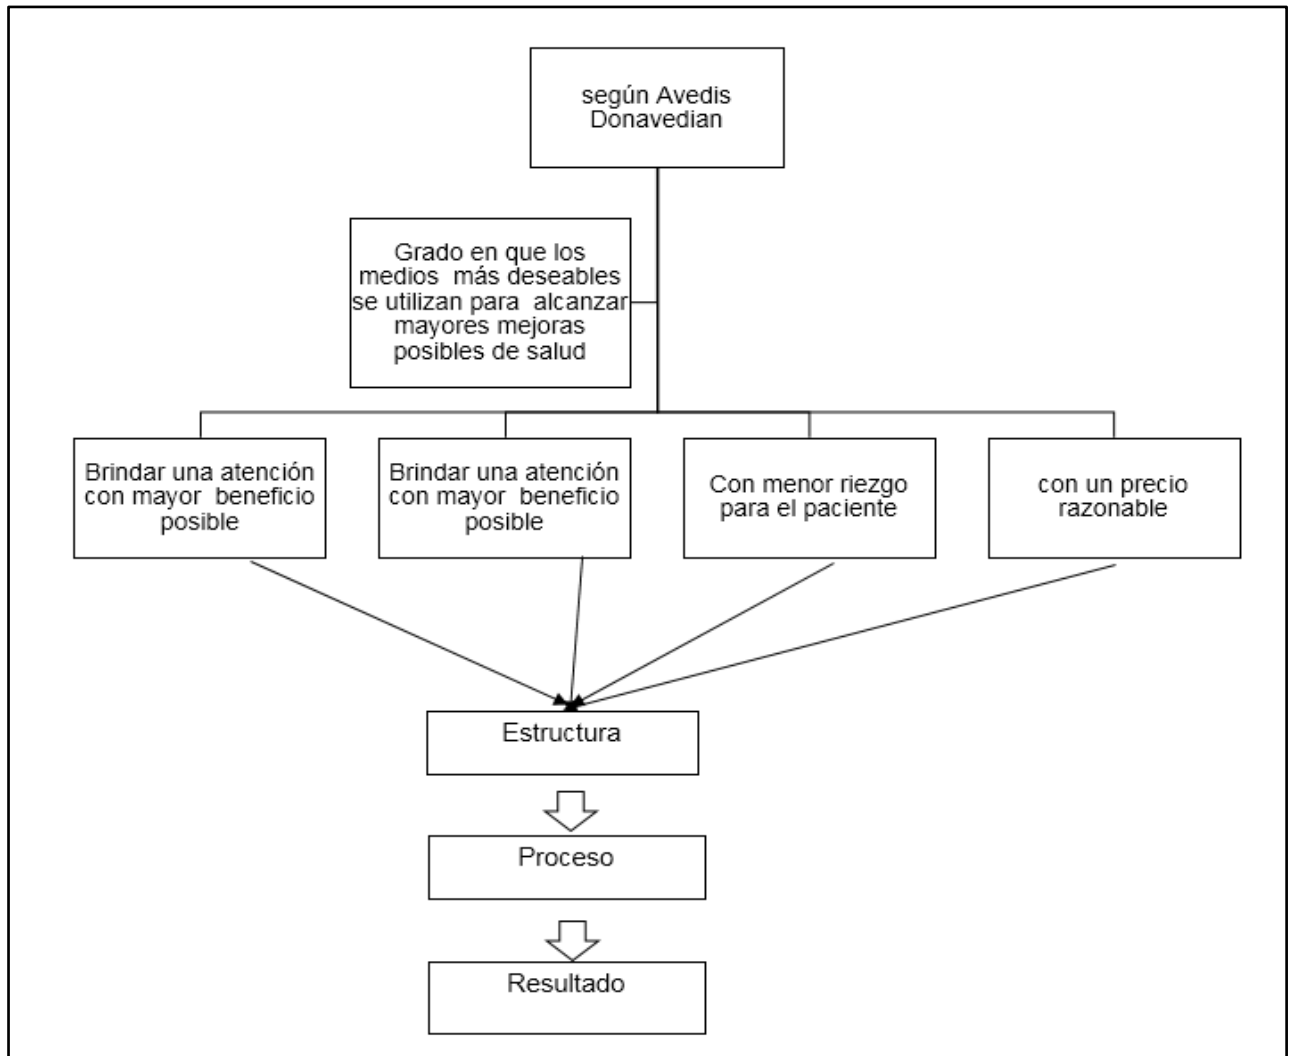 según Avedis
Donavedian
Grado en que los
medios más deseables
se utilizan para alcanzar
mayores mejoras
posibles de salud
Brindar una atención
con mayor beneficio
posible
Brindar una atención
con mayor beneficio
posible
Con menor riezgo
para el paciente
con un precio
razonable
Estructura
Proceso
Resultado